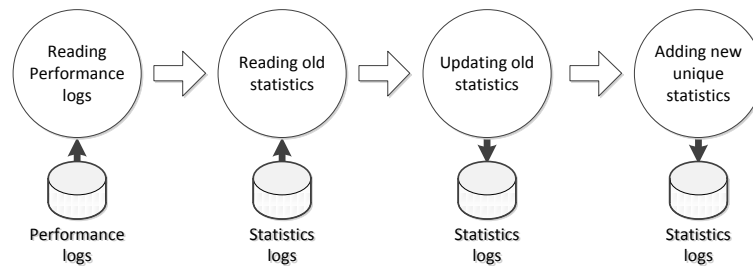 Reading
Performance
logs
Reading old
statistics
Updating old
statistics
Adding new
unique
statistics
Performance
logs
Statistics
logs
Statistics
logs
Statistics
logs